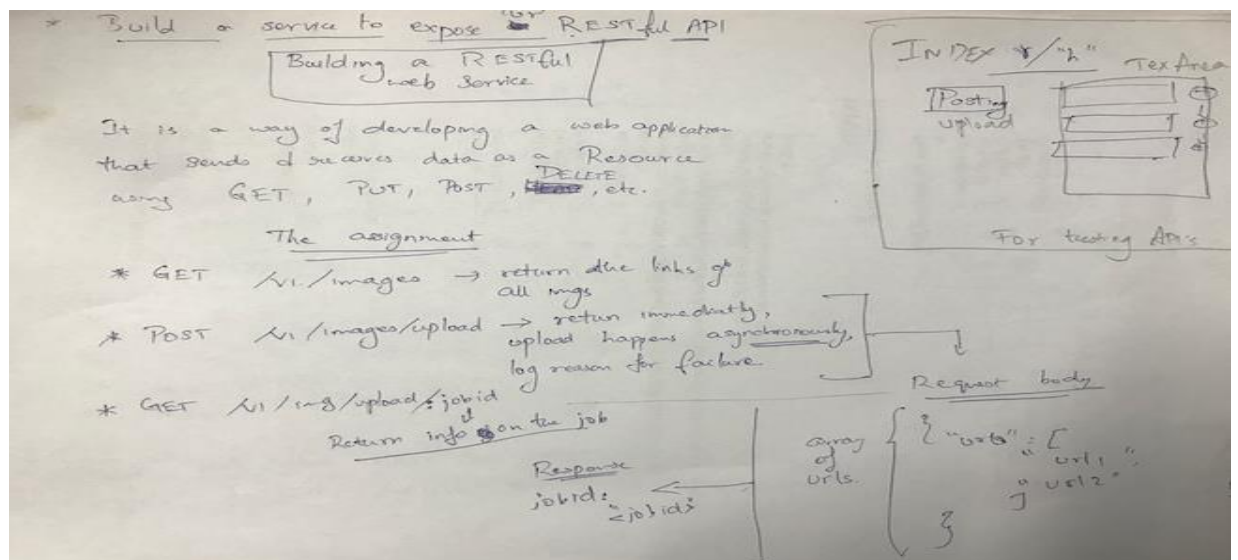 * Build a service to expose our RESTful API
Building a RESTful
web Service
It is a way of developing a web application
that sends & receives data as a Resource
using GET, PUT, POST, DELETE, etc.
The assignment
* GET /v1/images → return the links of
all imgs
* POST /v1/images/upload → return immediately,
upload happens asynchronously,
log reason for failure.
* GET /v1/img/upload/:jobid
Return info on the job
INDEX "/"
TexArea
Posting
upload
For testing API's
Request body
array
of
urls.
{ "urls": [
"url1",
"url2"
]
}
Response
jobid:
"<jobid>"